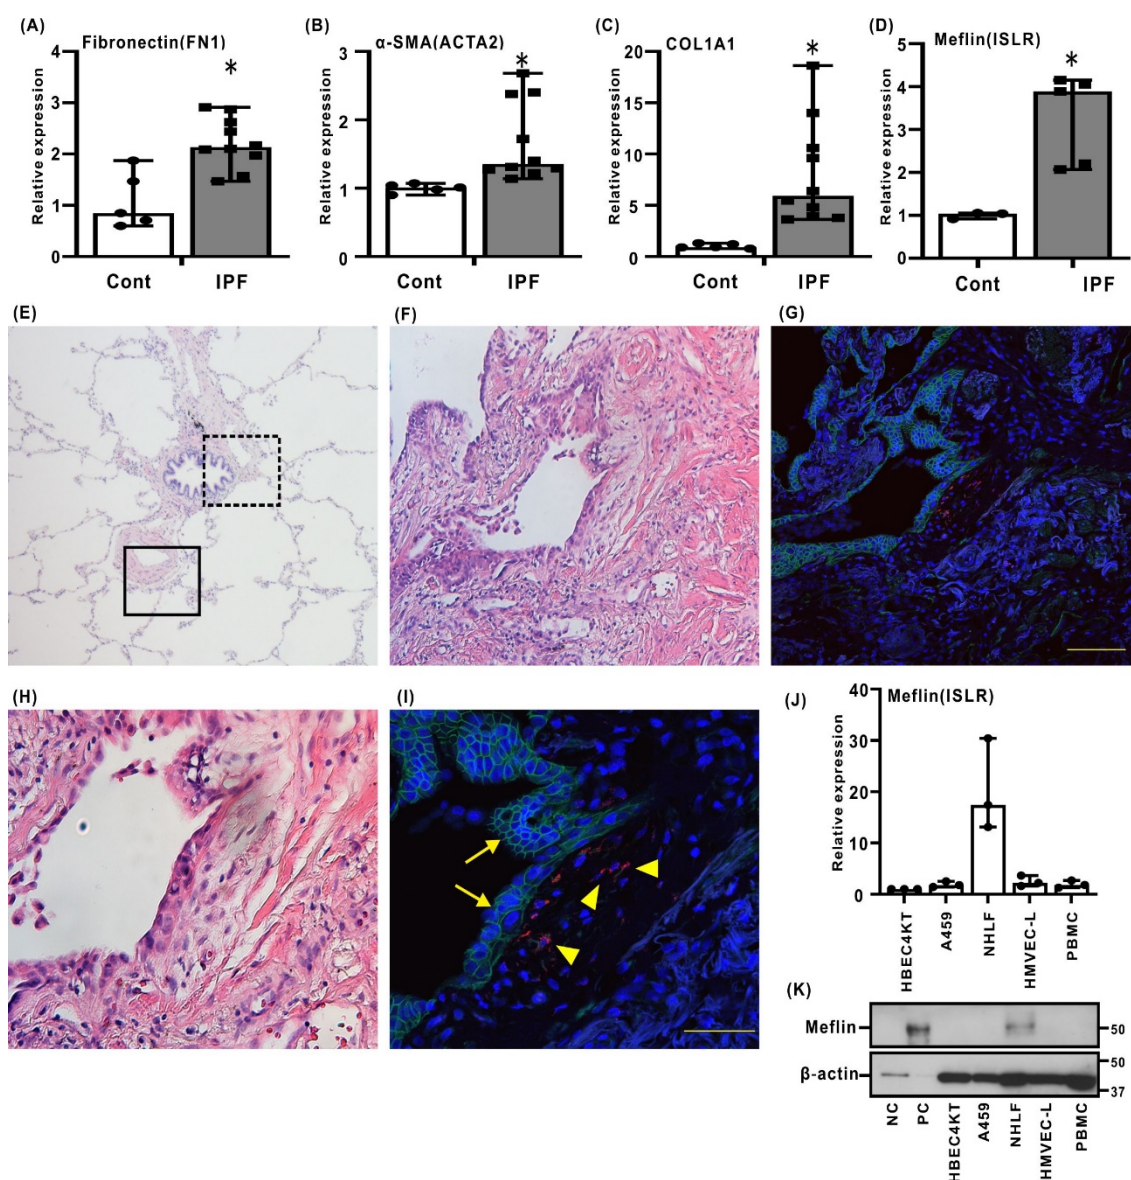 (A)
Fibronectin(FN1)
*
Relative expression
4
3
2
1
0
Cont
IPF
(B)
α-SMA(ACTA2)
*
Relative expression
3
2
1
0
Cont
IPF
(C)
COL1A1
*
Relative expression
20
15
10
5
0
Cont
IPF
(D)
Meflin(ISLR)
*
Relative expression
5
4
3
2
1
0
Cont
IPF
(E)
(F)
(G)
(H)
(I)
(J)
Meflin(ISLR)
Relative expression
40
30
20
10
0
HBEC4KT
A459
NHLF
HMVEC-L
PBMC
(K)
Meflin
50
β-actin
50
37
NC
PC
HBEC4KT
A459
NHLF
HMVEC-L
PBMC